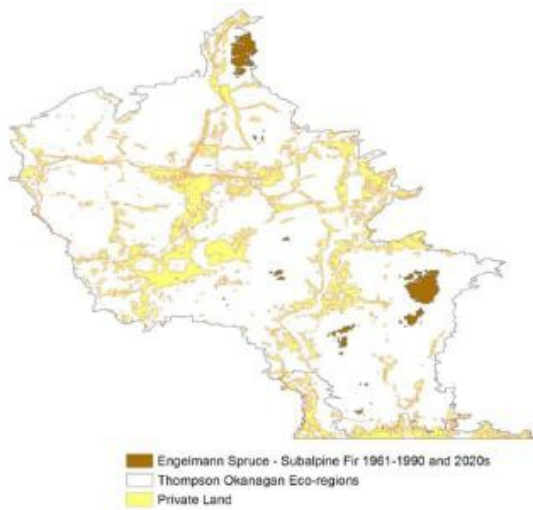 Engelmann Spruce - Subalpine Fir 1961-1990 and 2020s
Thompson Okanagan Eco-regions
Private Land